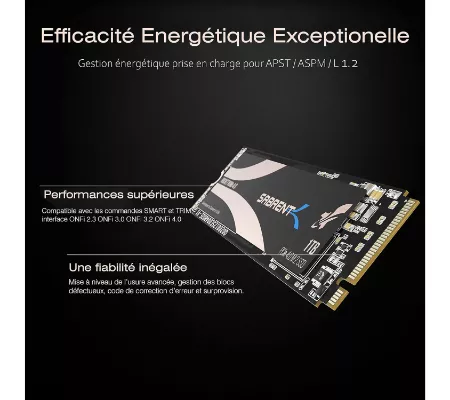 Efficacité Energétique Exceptionelle
Gestion énergétique prise en charge pour APST / ASPM / L 1.2
Performances supérieures
Compatible avec les commandes SMART et TRIM
interface ONFi 2.3 ONFi 3.0 ONF 3.2 ONFi 4.0
Une fiabilité inégalée
Mise à niveau de l'usure avancée, gestion des blocs
défectueux, code de correction d'erreur et surprovision.
SABRENT
1TB